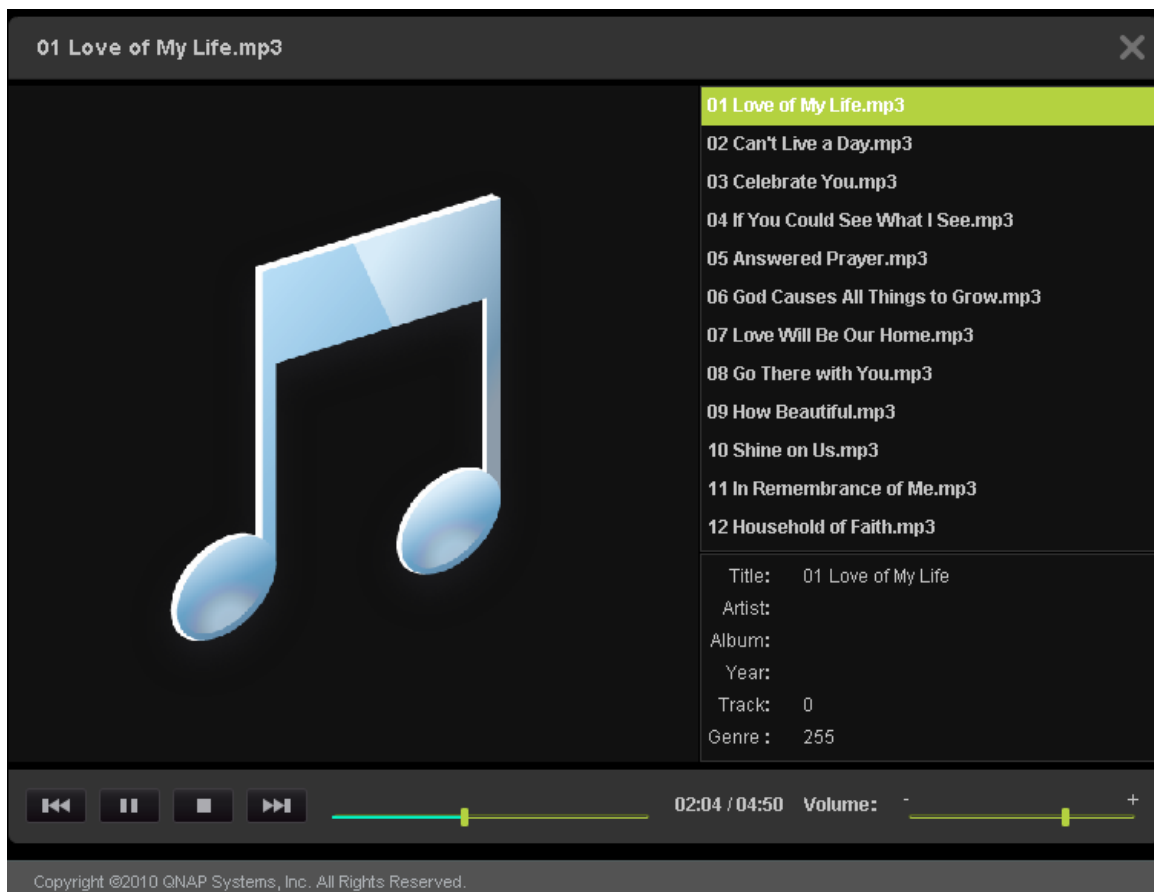 01 Love of My Life.mp3
01 Love of My Life.mp3
02 Can't Live a Day.mp3
03 Celebrate You.mp3
04 If You Could See What I See.mp3
05 Answered Prayer.mp3
06 God Causes All Things to Grow.mp3
07 Love Will Be Our Home.mp3
08 Go There with You.mp3
09 How Beautiful.mp3
10 Shine on Us.mp3
11 In Remembrance of Me.mp3
12 Household of Faith.mp3
Title: 01 Love of My Life
Artist:
Album:
Year:
Track: 0
Genre : 255
02:04 / 04:50 Volume: - +
Copyright ©2010 QNAP Systems, Inc. All Rights Reserved.